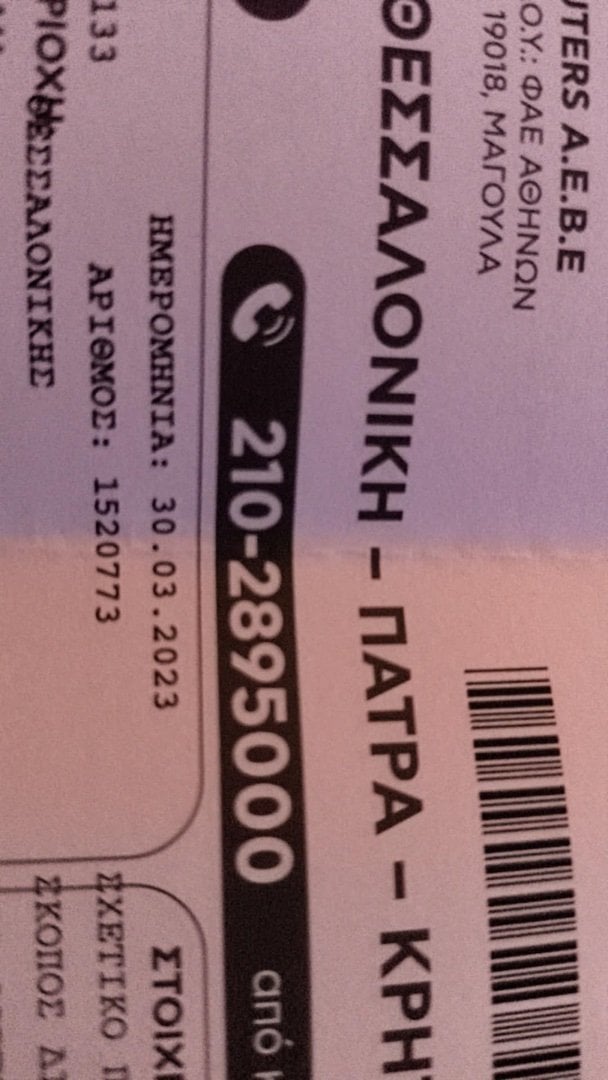 UTERS Α.Ε.Β.Ε
Ο.Υ.: ΦΑΕ ΑΘΗΝΩΝ
19018, ΜΑΓΟΥΛΑ
ΘΕΣΣΑΛΟΝΙΚΗ – ΠΑΤΡΑ – ΚΡΗ
210-2895000 από
ΗΜΕΡΟΜΗΝΙΑ: 30.03.2023
133 ΑΡΙΘΜΟΣ: 1520773
ΡΙΟΧΗ ΘΕΣΣΑΛΟΝΙΚΗΣ
ΣΤΟΙΧ
ΣΧΕΤΙΚΟ
ΣΚΟΠΟΣ